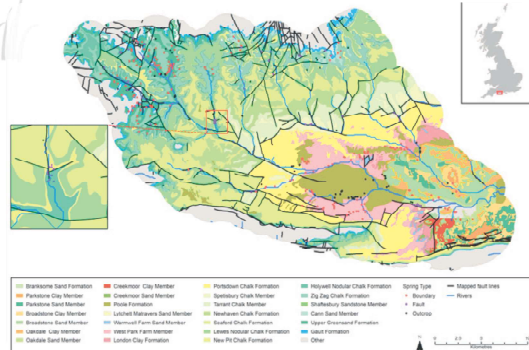 Branksome Sand Formation
Parkstone Clay Member
Parkstone Sand Member
Broadstone Clay Member
Broadstone Sand Member
Oakdale Clay Member
Oakdale Sand Member
Creekmoor Clay Member
Creekmoor Sand Member
Poole Formation
Lytchett Matravers Sand Member
Warmwell Farm Sand Member
West Park Farm Member
London Clay Formation
Portsdown Chalk Formation
Spetisbury Chalk Member
Tarrant Chalk Member
Newhaven Chalk Formation
Seaford Chalk Formation
Lewes Nodular Chalk Formation
New Pit Chalk Formation
Holywell Nodular Chalk Formation
Zig Zag Chalk Formation
Shaftesbury Sandstone Member
Cann Sand Member
Upper Greensand Formation
Gault Formation
Other
Spring Type
Boundary
Fault
Outcrop
Mapped fault lines
Rivers
N
0 2.5 5
Kilometres